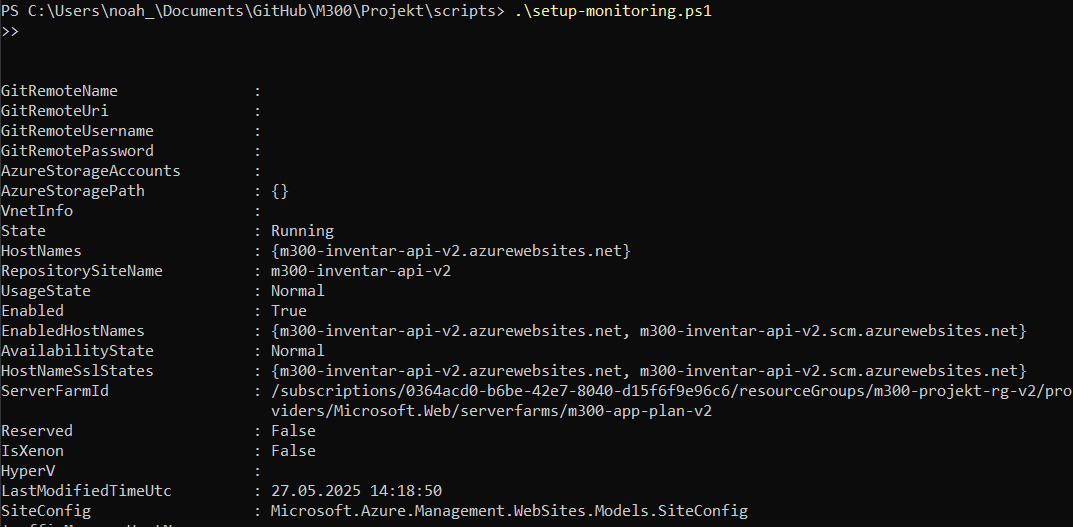 PS C:\Users\noah_\Documents\GitHub\M300\Projekt\scripts> .\setup-monitoring.ps1
>>
GitRemoteName :
GitRemoteUri :
GitRemoteUsername :
GitRemotePassword :
AzureStorageAccounts :
AzureStoragePath : {}
VnetInfo :
State : Running
HostNames : {m300-inventar-api-v2.azurewebsites.net}
RepositorySiteName : m300-inventar-api-v2
UsageState : Normal
Enabled : True
EnabledHostNames : {m300-inventar-api-v2.azurewebsites.net, m300-inventar-api-v2.scm.azurewebsites.net}
AvailabilityState : Normal
HostNameSslStates : {m300-inventar-api-v2.azurewebsites.net, m300-inventar-api-v2.scm.azurewebsites.net}
ServerFarmId : /subscriptions/0364acd0-b6be-42e7-8040-d15f6f9e96c6/resourceGroups/m300-projekt-rg-v2/pro
viders/Microsoft.Web/serverfarms/m300-app-plan-v2
Reserved : False
IsXenon : False
HyperV :
LastModifiedTimeUtc : 27.05.2025 14:18:50
SiteConfig : Microsoft.Azure.Management.WebSites.Models.SiteConfig